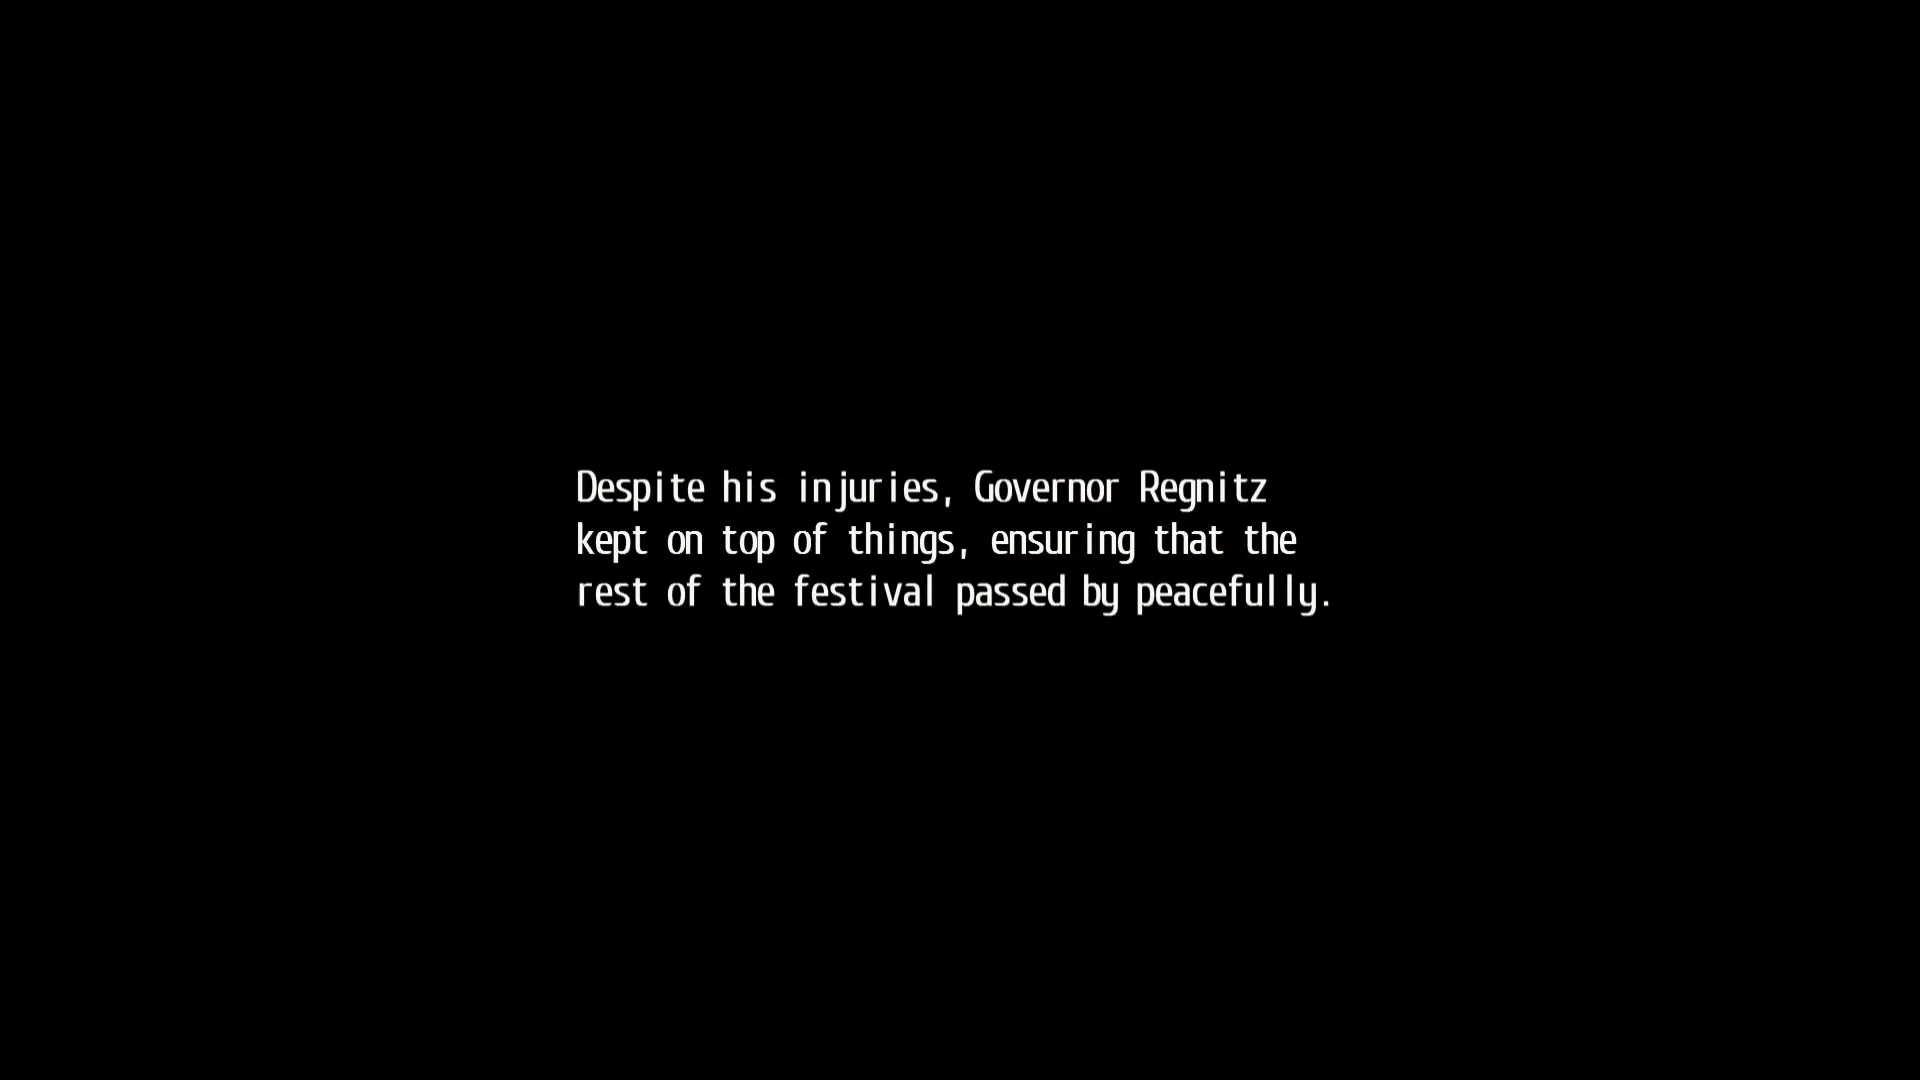 Despite his injuries, Governor Regnitz
kept on top of things, ensuring that the
rest of the festival passed by peacefully.